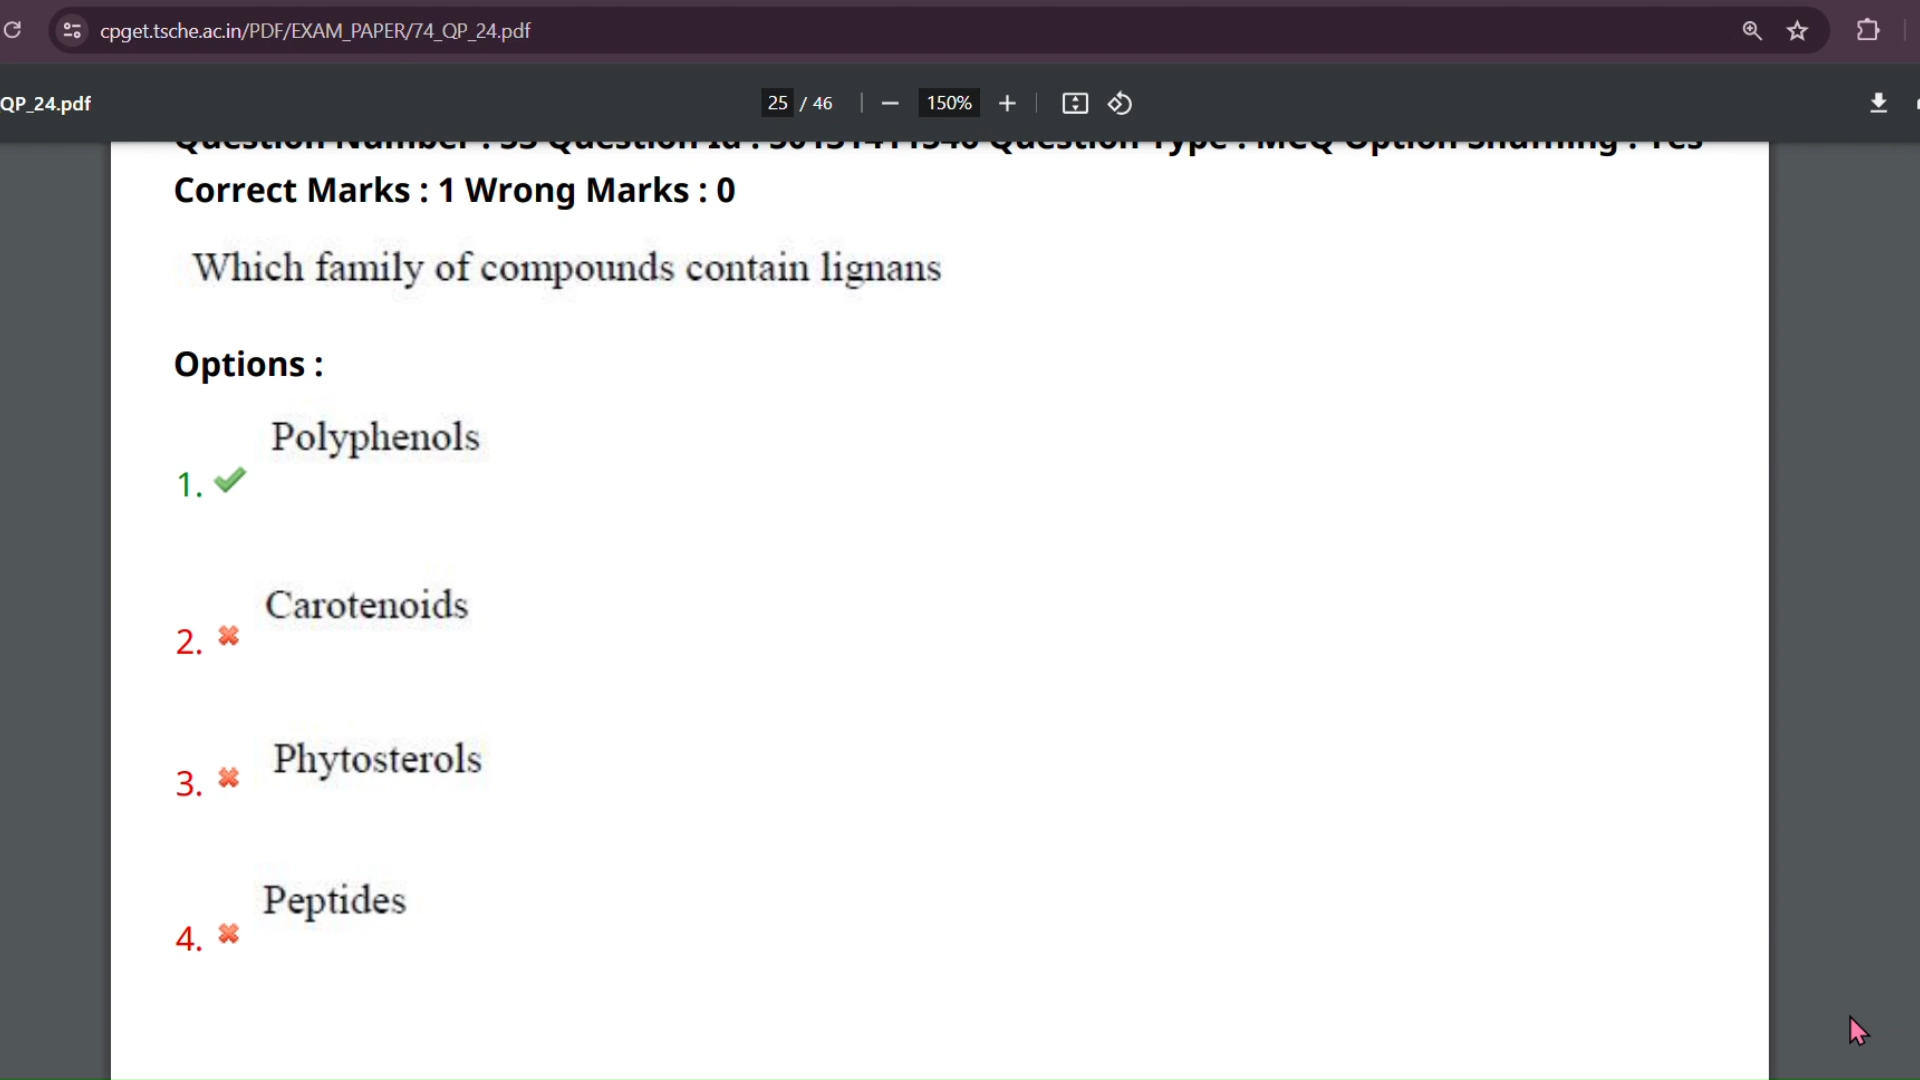 cpget.tsche.ac.in/PDF/EXAM_PAPER/74_QP_24.pdf
QP_24.pdf
25 / 46
150%
Correct Marks : 1 Wrong Marks : 0
Which family of compounds contain lignans
Options :
Polyphenols
1.
Carotenoids
2.
Phytosterols
3.
Peptides
4.